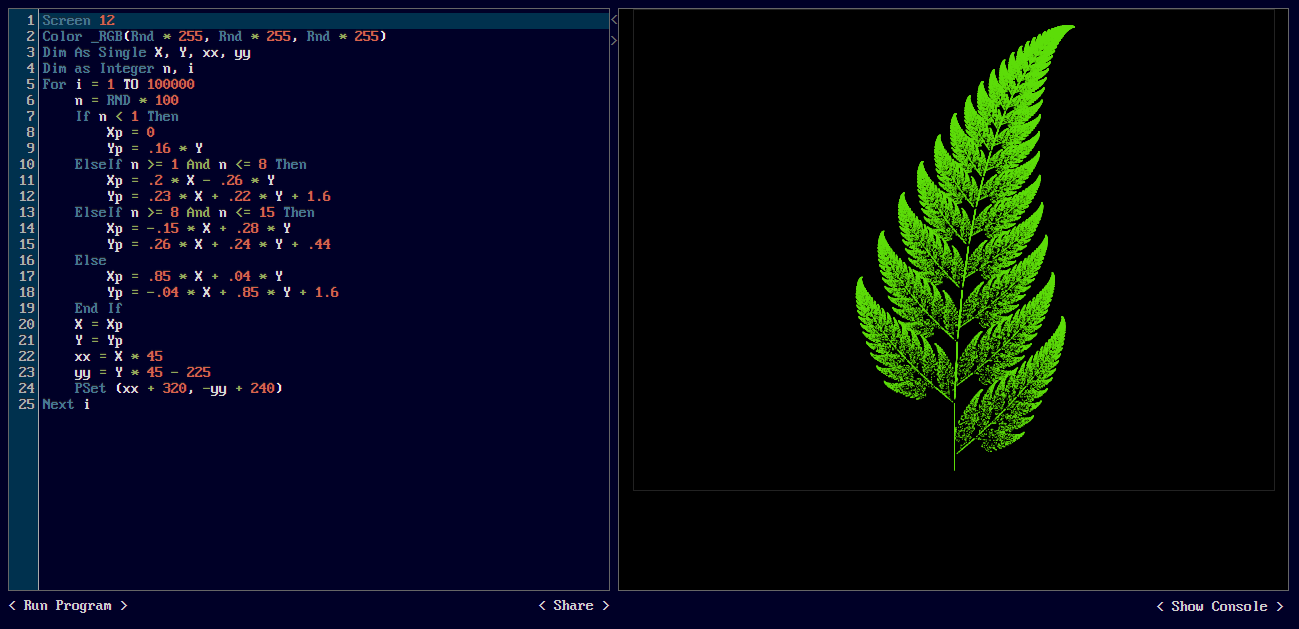 1 Screen 12
2 Color _RGB(Rnd * 255, Rnd * 255, Rnd * 255)
3 Dim As Single X, Y, xx, yy
4 Dim as Integer n, i
5 For i = 1 TO 100000
6     n = RND * 100
7     If n < 1 Then
8         Xp = 0
9         Yp = .16 * Y
10     ElseIf n >= 1 And n <= 8 Then
11         Xp = .2 * X - .26 * Y
12         Yp = .23 * X + .22 * Y + 1.6
13     ElseIf n >= 8 And n <= 15 Then
14         Xp = -.15 * X + .28 * Y
15         Yp = .26 * X + .24 * Y + .44
16     Else
17         Xp = .85 * X + .04 * Y
18         Yp = -.04 * X + .85 * Y + 1.6
19     End If
20     X = Xp
21     Y = Yp
22     xx = X * 45
23     yy = Y * 45 - 225
24     PSet (xx + 320, -yy + 240)
25 Next i
<
>
< Run Program >
< Share >
< Show Console >